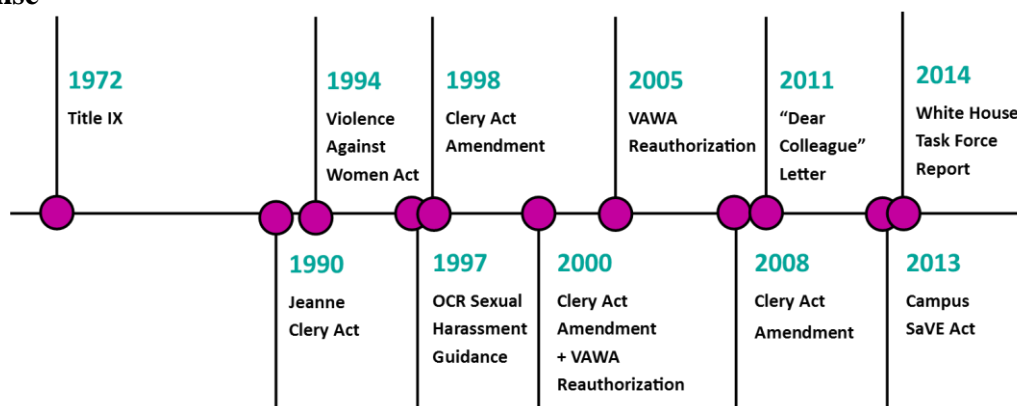 1972
Title IX
1994
Violence
Against
Women Act
1998
Clery Act
Amendment
2005
VAWA
Reauthorization
2011
“Dear
Colleague”
Letter
2014
White House
Task Force
Report
1990
Jeanne
Clery Act
1997
OCR Sexual
Harassment
Guidance
2000
Clery Act
Amendment
+ VAWA
Reauthorization
2008
Clery Act
Amendment
2013
Campus
SaVE Act